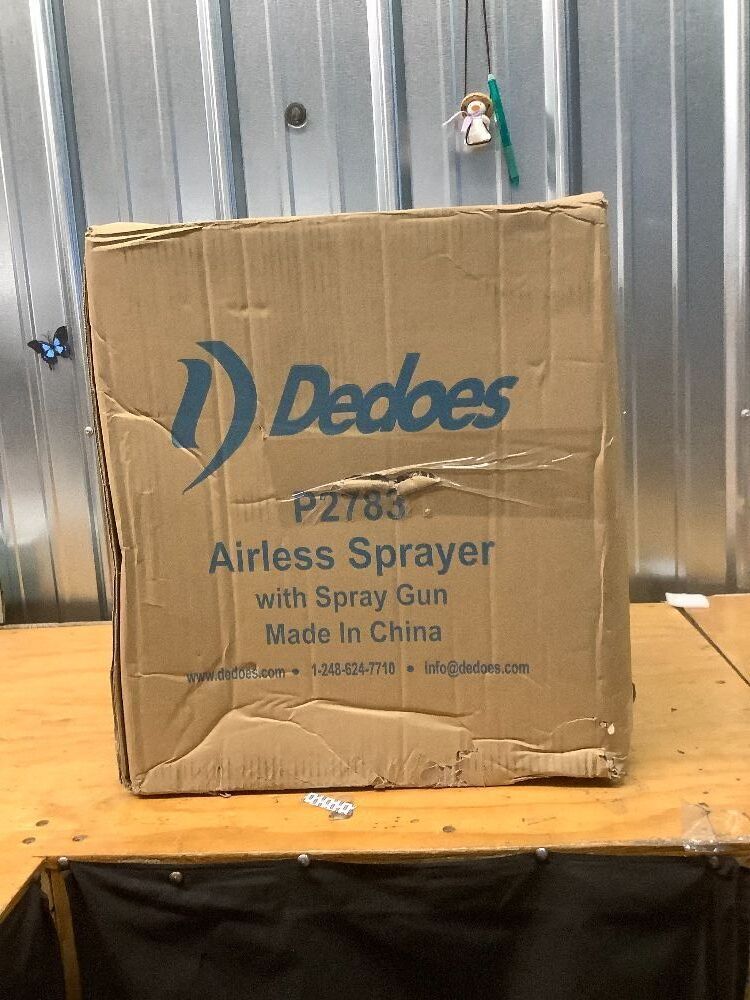 Dedoes
P2783
Airless Sprayer
with Spray Gun
Made In China
www.dedoes.com • 1-248-624-7710 • info@dedoes.com